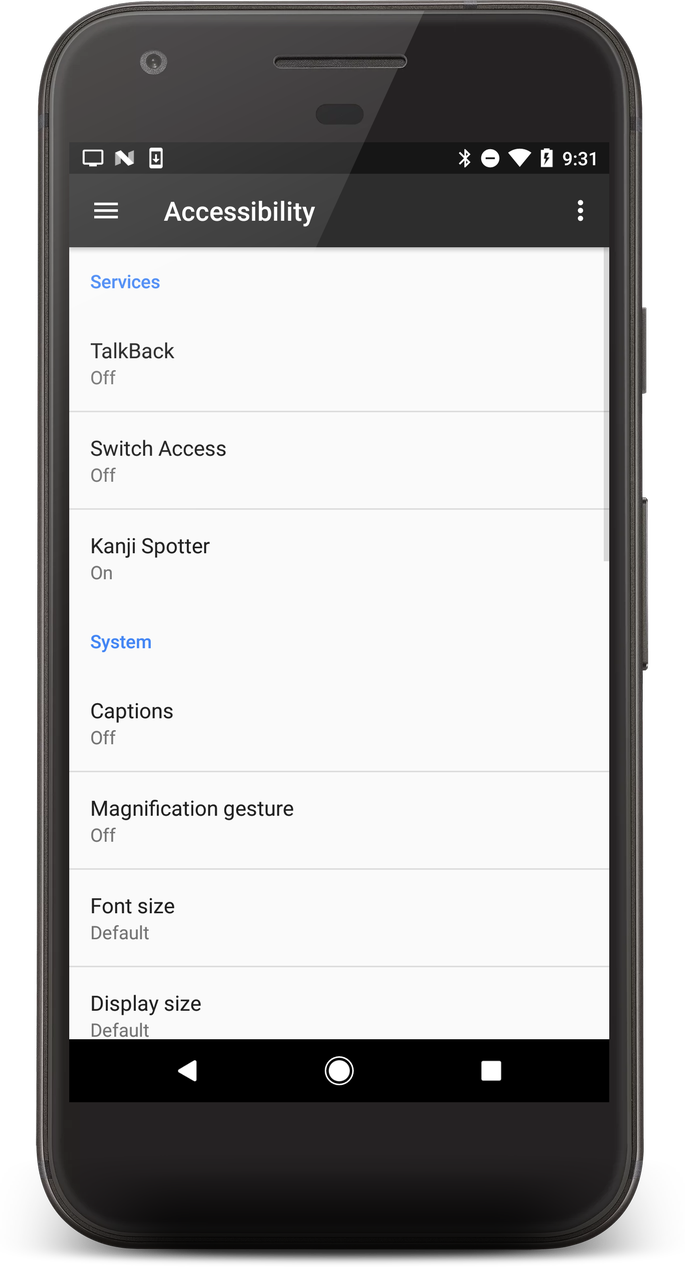 9:31
Accessibility
Services
TalkBack
Off
Switch Access
Off
Kanji Spotter
On
System
Captions
Off
Magnification gesture
Off
Font size
Default
Display size
Default